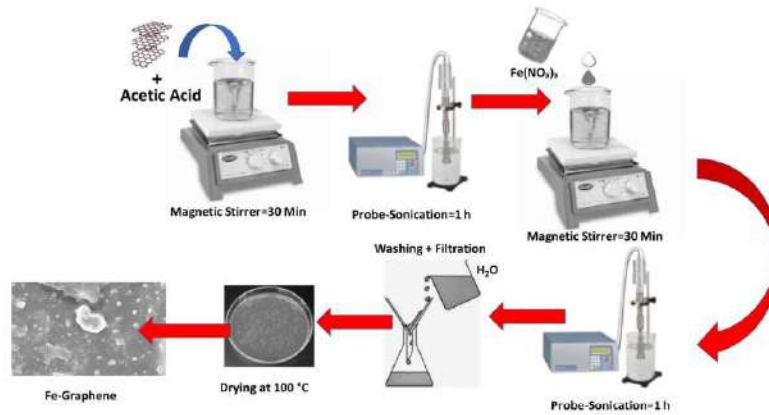 +
Acetic Acid
Magnetic Stirrer=30 Min
Probe-Sonication=1 h
Fe(NO₃)₃
Magnetic Stirrer=30 Min
Washing + Filtration
H₂O
Probe-Sonication=1 h
Drying at 100 °C
Fe-Graphene